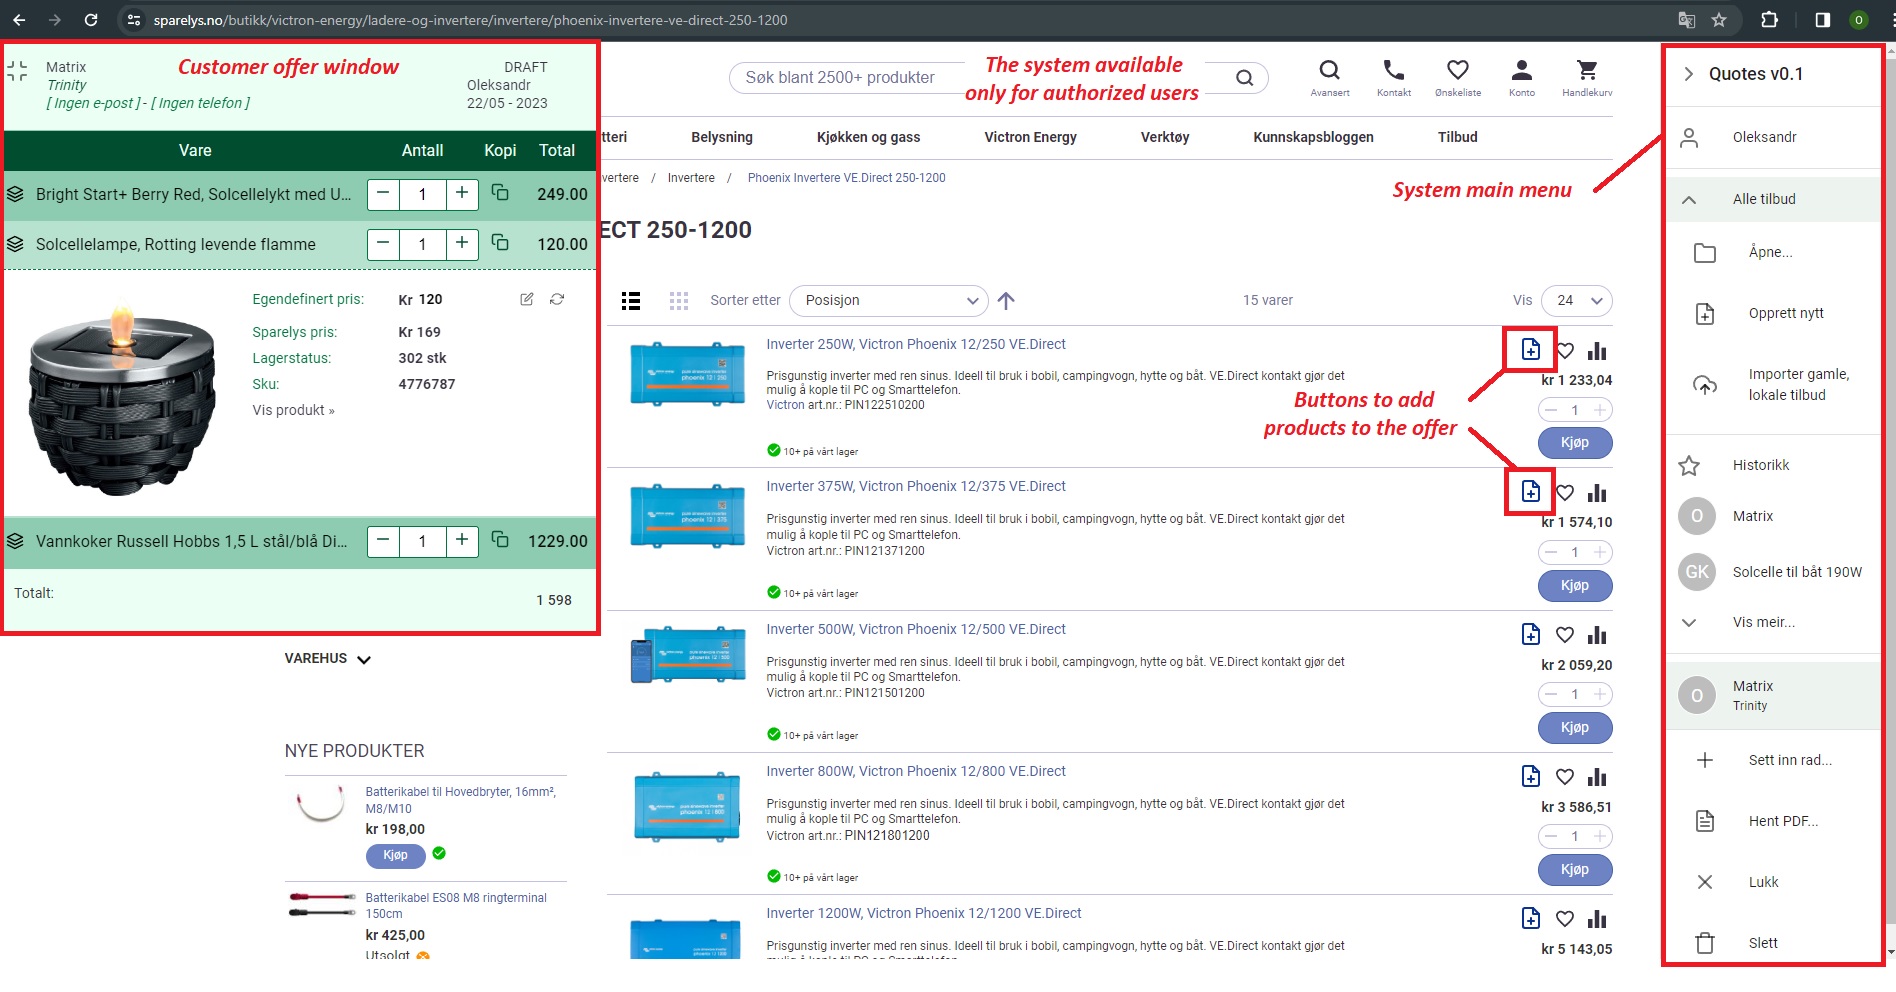 sparelys.no/butikk/victron-energy/ladere-og-invertere/invertere/phoenix-invertere-ve-direct-250-1200
O
Matrix
Trinity
[ Ingen e-post ] - [ Ingen telefon ]
Customer offer window
DRAFT
Oleksandr
22/05 - 2023
Vare
Antall
Kopi
Total
Bright Start+ Berry Red, Solcellelykt med U...
1
249.00
Solcellelampe, Rotting levende flamme
1
120.00
Egendefinert pris:
Kr 120
Sparelys pris:
Kr 169
Lagerstatus:
302 stk
Sku:
4776787
Vis produkt »
Vannkoker Russell Hobbs 1,5 L stål/blå Di...
1
1229.00
Totalt:
1 598
Søk blant 2500+ produkter
The system available
only for authorized users
Avansert
Kontakt
Ønskeliste
Konto
Handlekurv
tteri
Belysning
Kjøkken og gass
Victron Energy
Verktøy
Kunnskapsbloggen
Tilbud
vertere / Invertere / Phoenix Invertere VE.Direct 250-1200
System main menu
ECT 250-1200
Sorter etter
Posisjon
15 varer
Vis
24
Inverter 250W, Victron Phoenix 12/250 VE.Direct
Prisgunstig inverter med ren sinus. Ideell til bruk i bobil, campingvogn, hytte og båt. VE.Direct kontakt gjør det
mulig å kople til PC og Smarttelefon.
Victron art.nr.: PIN122510200
10+ på vårt lager
kr 1 233,04
1
Kjøp
Buttons to add
products to the offer
Inverter 375W, Victron Phoenix 12/375 VE.Direct
Prisgunstig inverter med ren sinus. Ideell til bruk i bobil, campingvogn, hytte og båt. VE.Direct kontakt gjør det
mulig å kople til PC og Smarttelefon.
Victron art.nr.: PIN121371200
10+ på vårt lager
kr 1 574,10
1
Kjøp
Inverter 500W, Victron Phoenix 12/500 VE.Direct
Prisgunstig inverter med ren sinus. Ideell til bruk i bobil, campingvogn, hytte og båt. VE.Direct kontakt gjør det
mulig å kople til PC og Smarttelefon.
Victron art.nr.: PIN121501200
10+ på vårt lager
kr 2 059,20
1
Kjøp
Inverter 800W, Victron Phoenix 12/800 VE.Direct
Prisgunstig inverter med ren sinus. Ideell til bruk i bobil, campingvogn, hytte og båt. VE.Direct kontakt gjør det
mulig å kople til PC og Smarttelefon.
Victron art.nr.: PIN121801200
10+ på vårt lager
kr 3 586,51
1
Kjøp
Inverter 1200W, Victron Phoenix 12/1200 VE.Direct
Prisgunstig inverter med ren sinus. Ideell til bruk i bobil, campingvogn, hytte og båt. VE.Direct kontakt gjør det
mulig å kople til PC og Smarttelefon.
kr 5 143,05
VAREHUS
NYE PRODUKTER
Batterikabel til Hovedbryter, 16mm²,
M8/M10
kr 198,00
Kjøp
Batterikabel ES08 M8 ringterminal
150cm
kr 425,00
Utsolgt
Quotes v0.1
Oleksandr
Alle tilbud
Åpne...
Opprett nytt
Importer gamle,
lokale tilbud
Historikk
O
Matrix
GK
Solcelle til båt 190W
Vis meir...
O
Matrix
Trinity
Sett inn rad...
Hent PDF...
Lukk
Slett